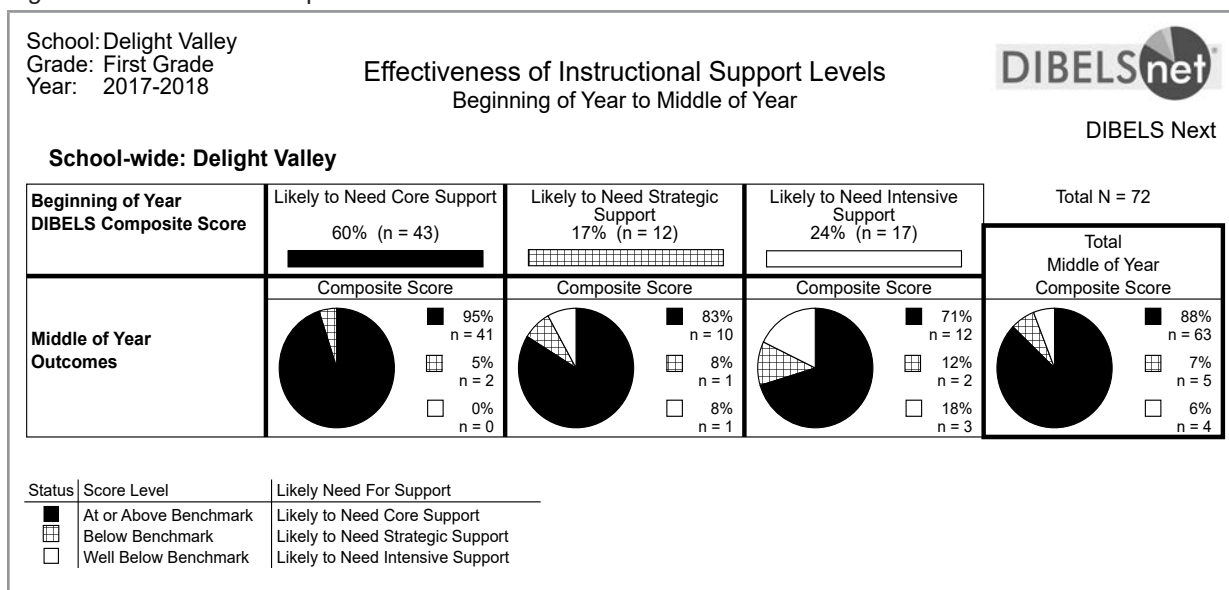 School: Delight Valley
Grade: First Grade
Year: 2017-2018
Effectiveness of Instructional Support Levels
Beginning of Year to Middle of Year
DIBELSnet
DIBELS Next
School-wide: Delight Valley
Beginning of Year
DIBELS Composite Score
Likely to Need Core Support
60% (n = 43)
Likely to Need Strategic
Support
17% (n = 12)
Likely to Need Intensive
Support
24% (n = 17)
Total N = 72
Total
Middle of Year
Composite Score
Middle of Year
Outcomes
Composite Score
95%
n = 41
5%
n = 2
0%
n = 0
Composite Score
83%
n = 10
8%
n = 1
8%
n = 1
Composite Score
71%
n = 12
12%
n = 2
18%
n = 3
88%
n = 63
7%
n = 5
6%
n = 4
Status Score Level Likely Need For Support
At or Above Benchmark Likely to Need Core Support
Below Benchmark Likely to Need Strategic Support
Well Below Benchmark Likely to Need Intensive Support